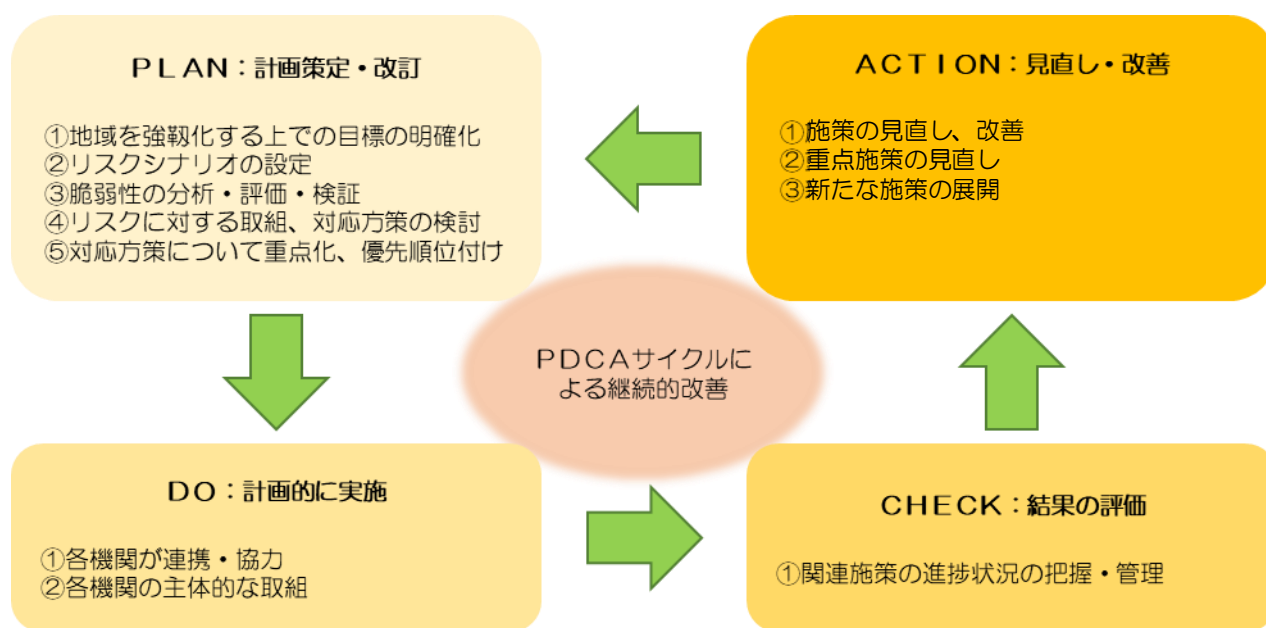 ＰＬＡＮ：計画策定・改訂
①地域を強靱化する上での目標の明確化
②リスクシナリオの設定
③脆弱性の分析・評価・検証
④リスクに対する取組、対応方策の検討
⑤対応方策について重点化、優先順位付け
ＡＣＴＩＯＮ：見直し・改善
①施策の見直し、改善
②重点施策の見直し
③新たな施策の展開
ＰＤＣＡサイクルに
よる継続的改善
ＤＯ：計画的に実施
①各機関が連携・協力
②各機関の主体的な取組
ＣＨＥＣＫ：結果の評価
①関連施策の進捗状況の把握・管理